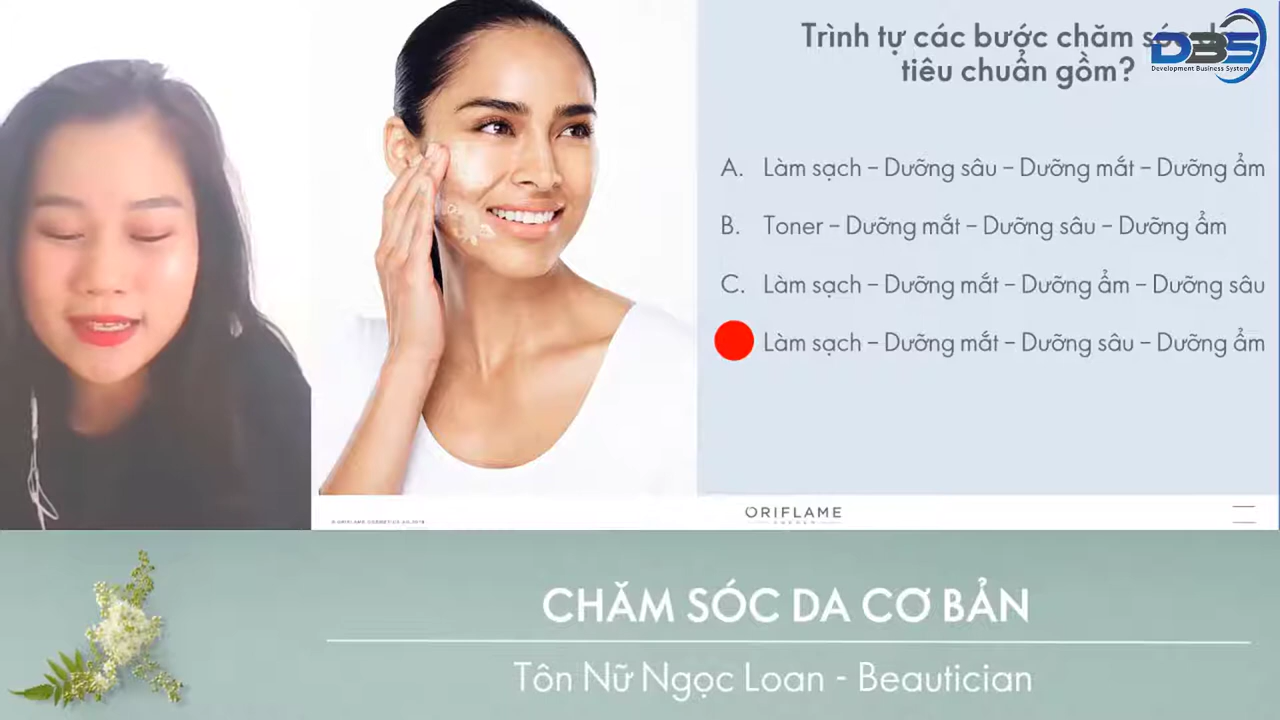 Trình tự các bước chăm sóc da
tiêu chuẩn gồm?
DBS
Development Business System
A. Làm sạch – Dưỡng sâu – Dưỡng mắt – Dưỡng ẩm
B. Toner – Dưỡng mắt – Dưỡng sâu – Dưỡng ẩm
C. Làm sạch – Dưỡng mắt – Dưỡng ẩm – Dưỡng sâu
Làm sạch – Dưỡng mắt – Dưỡng sâu – Dưỡng ẩm
ORIFLAME
SWEDEN
CHĂM SÓC DA CƠ BẢN
Tôn Nữ Ngọc Loan - Beautician